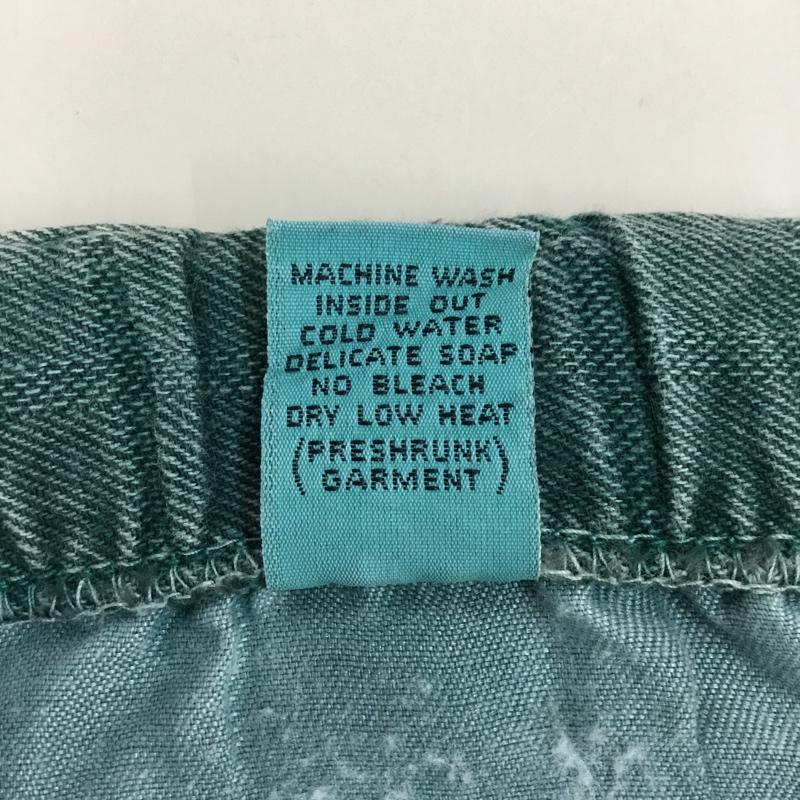 MACHINE WASH
INSIDE OUT
COLD WATER
DELICATE SOAP
NO BLEACH
DRY LOW HEAT
(PRESHRUNK
GARMENT)